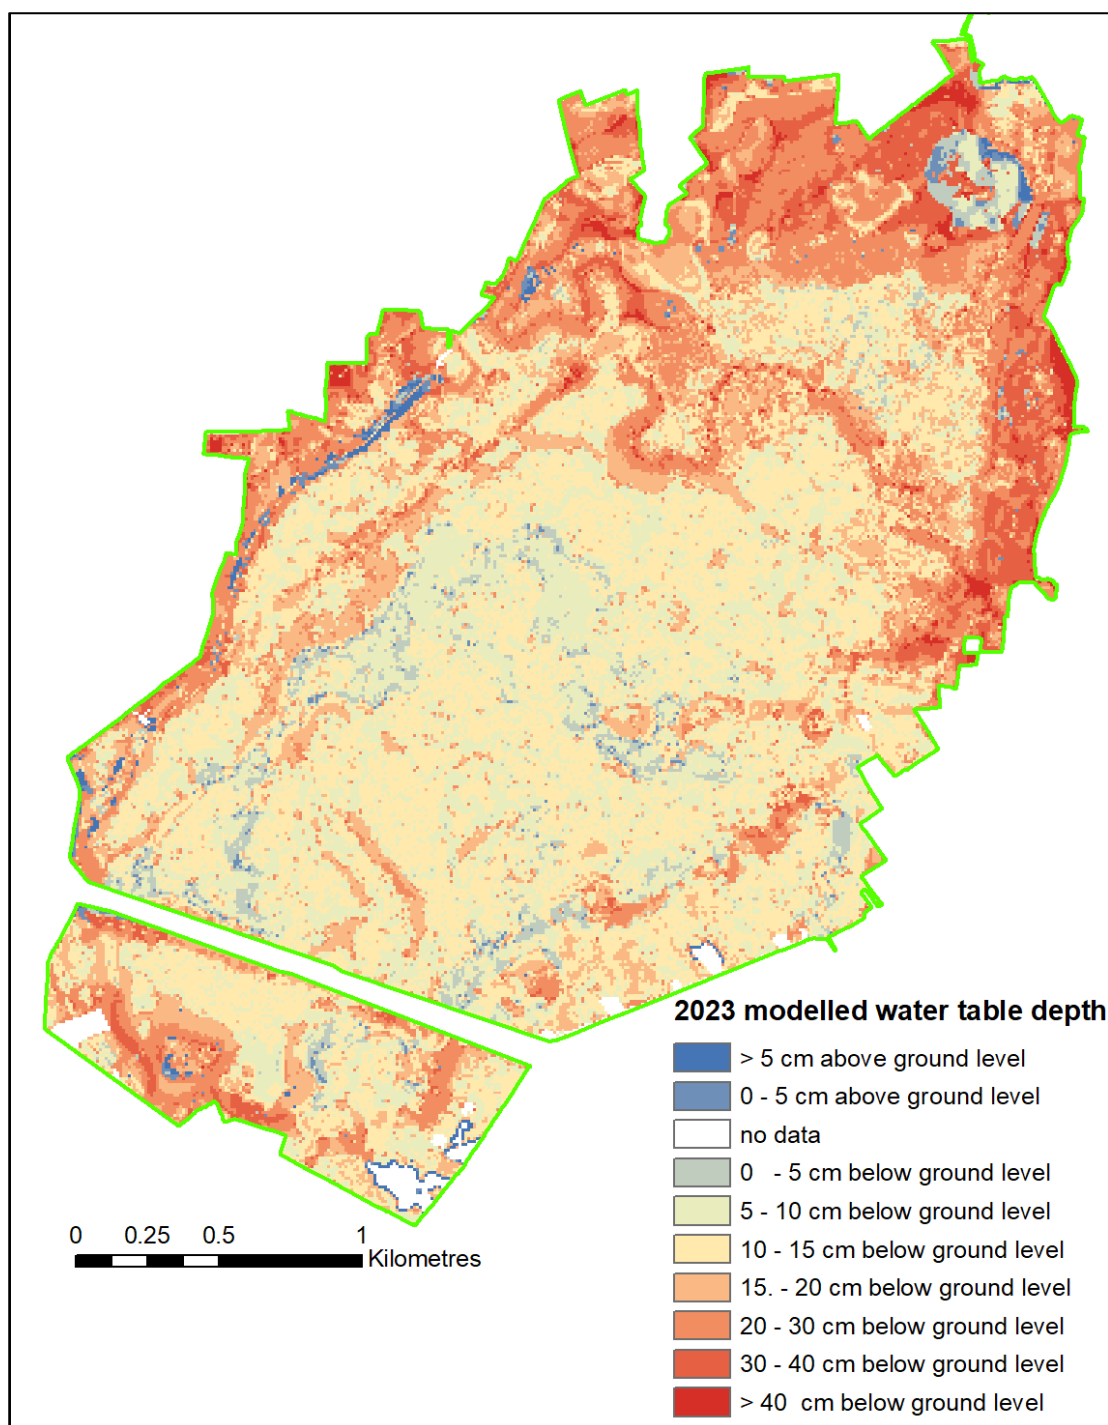 2023 modelled water table depth
> 5 cm above ground level
0 - 5 cm above ground level
no data
0 - 5 cm below ground level
5 - 10 cm below ground level
10 - 15 cm below ground level
15. - 20 cm below ground level
20 - 30 cm below ground level
30 - 40 cm below ground level
> 40 cm below ground level
0 0.25 0.5 1
Kilometres